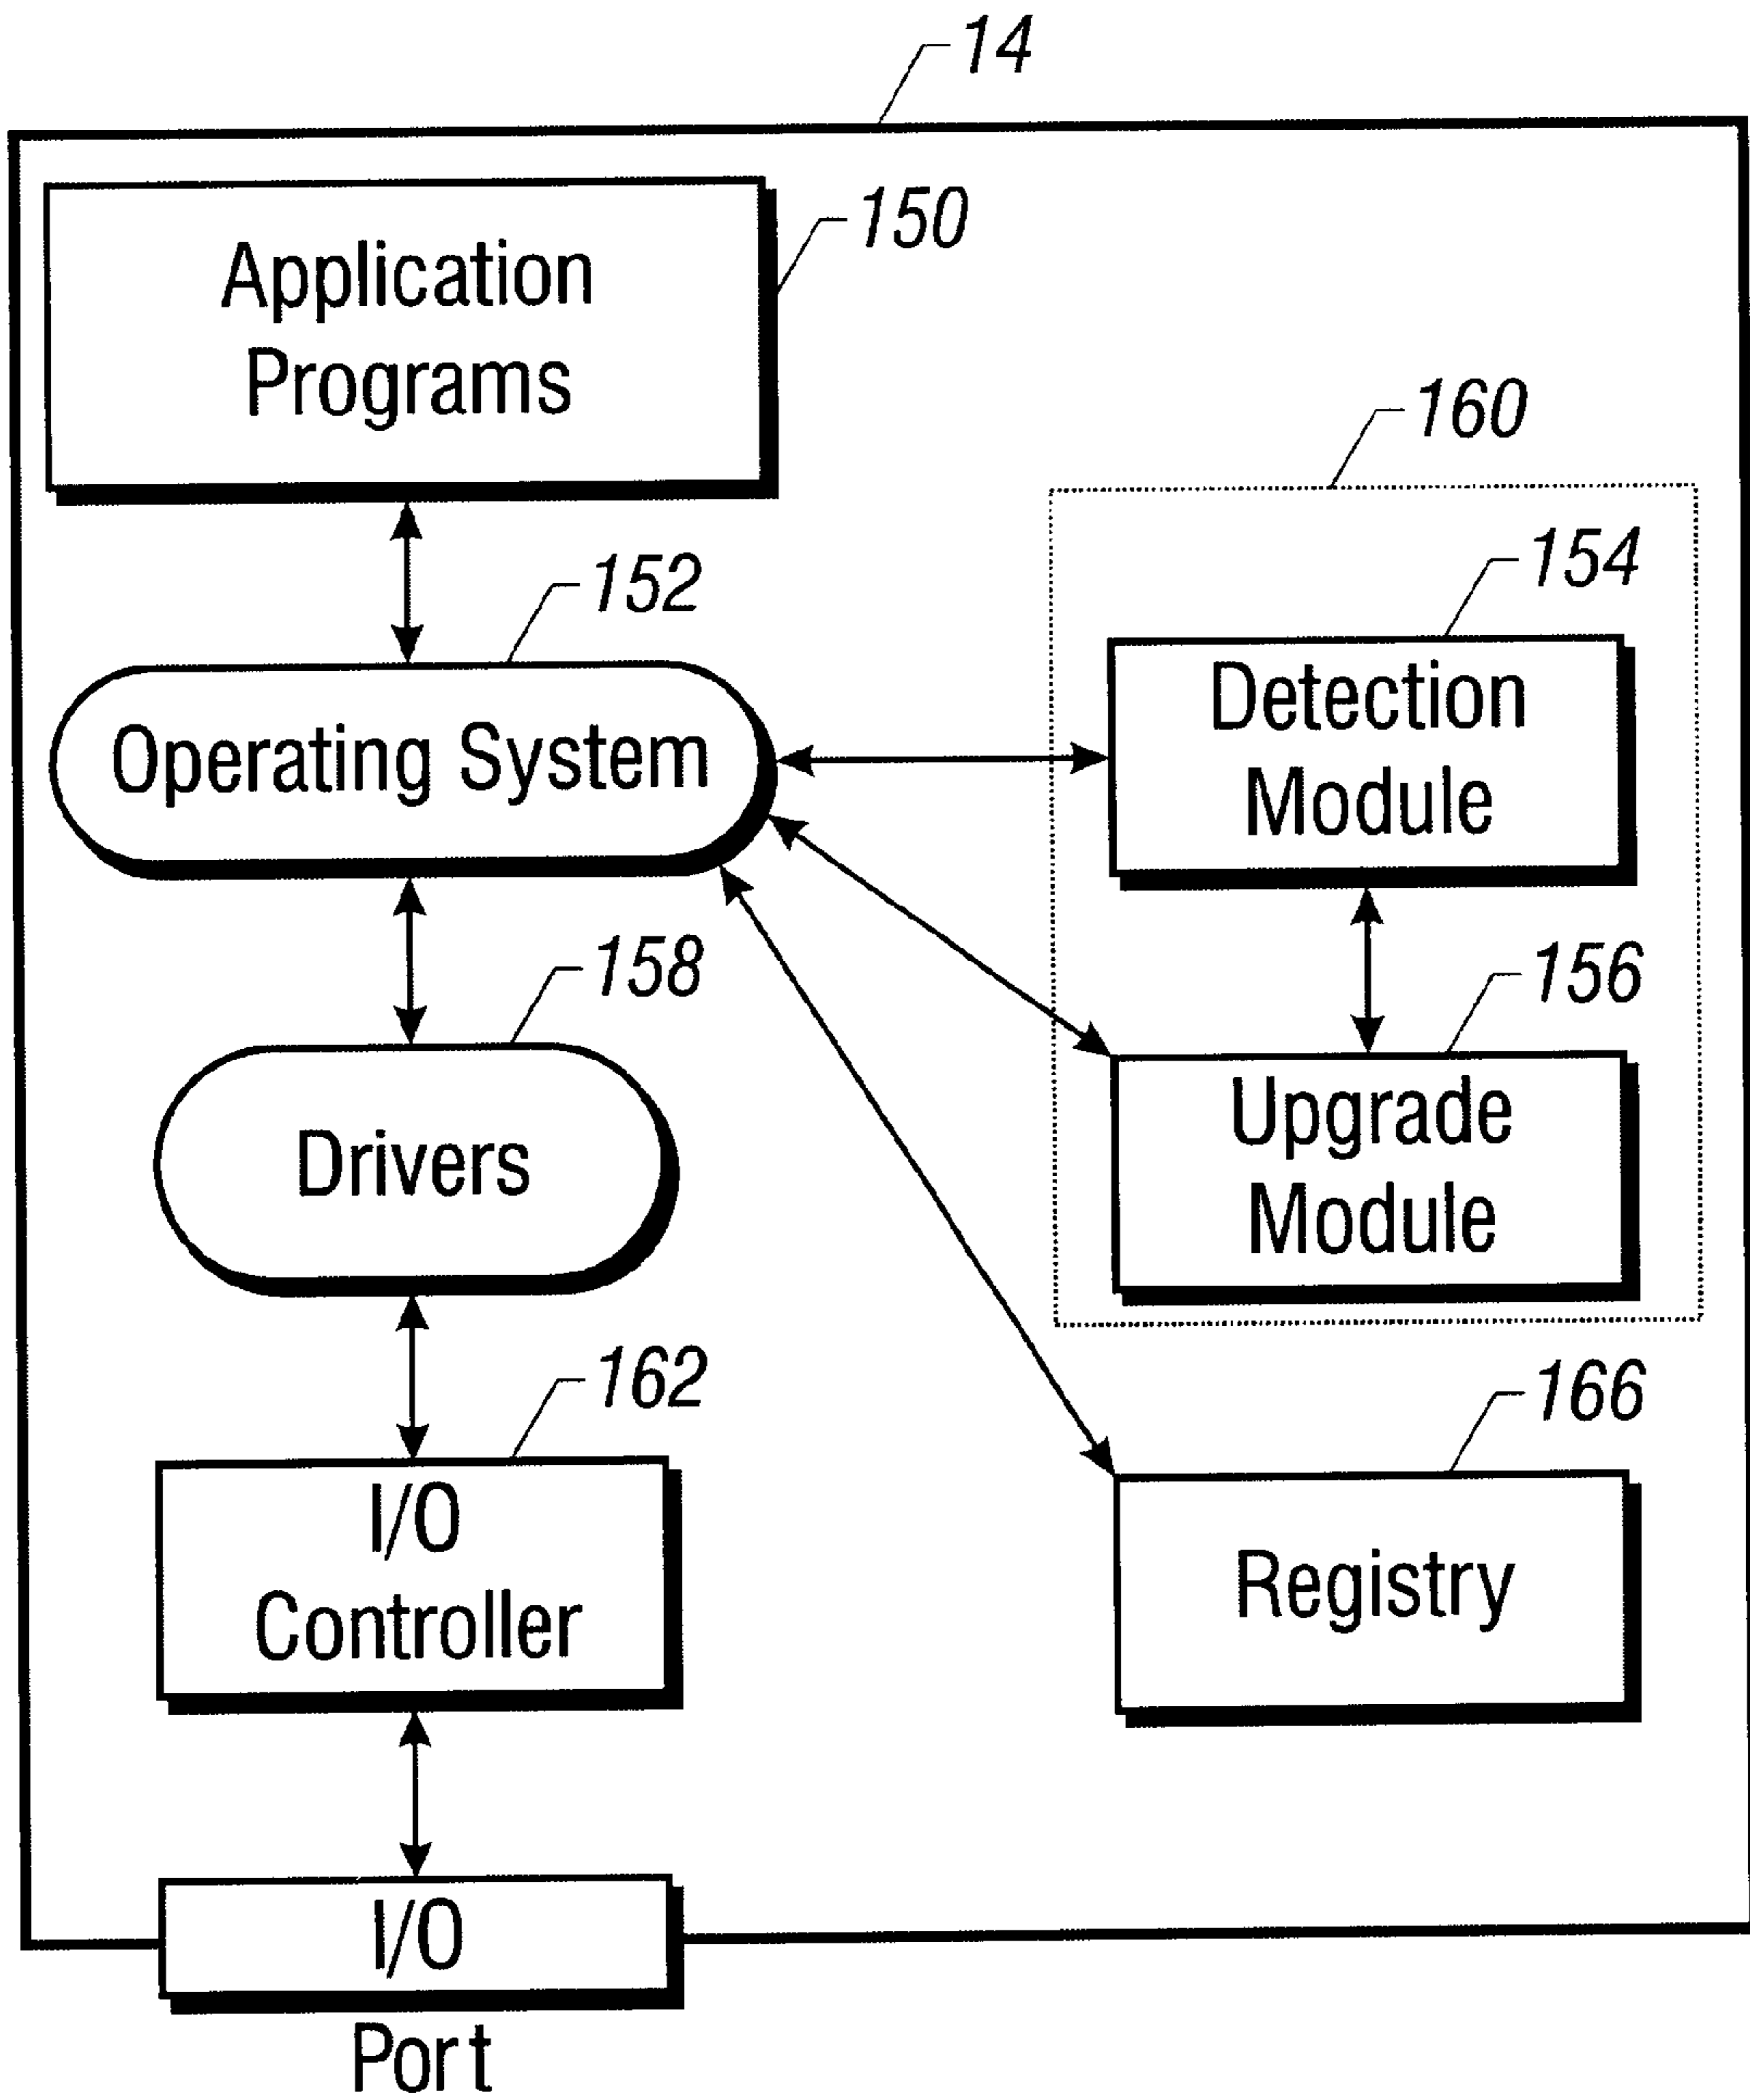 14
Application
Programs
150
160
152
154
Operating System
Detection
Module
158
156
Drivers
Upgrade
Module
162
166
I/O
Controller
Registry
I/O
Port